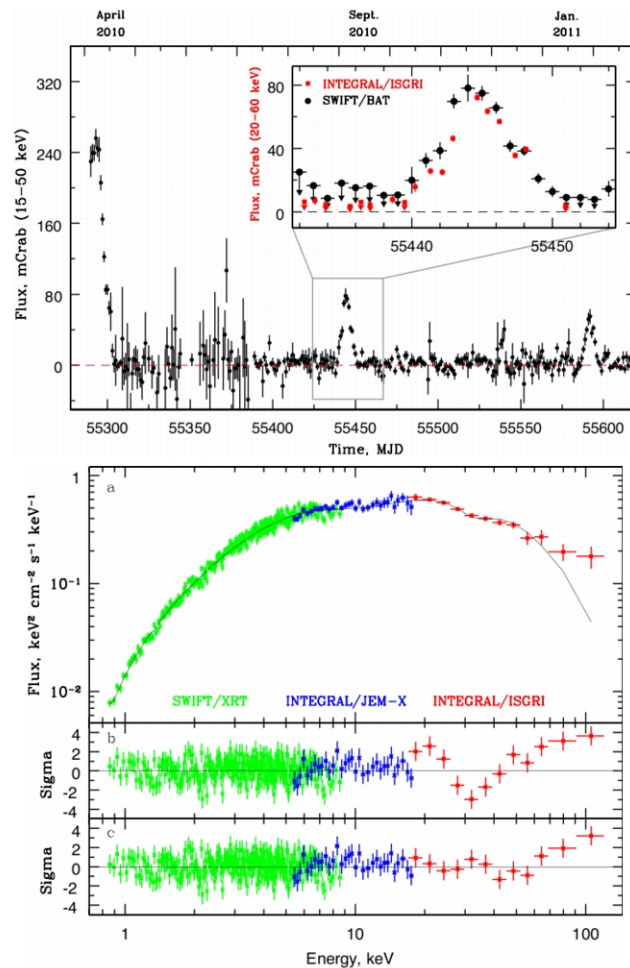 April Sept. Jan.
2010 2010 2011
360
320
240
160
80
0
Flux, mCrab (15-50 keV)
INTEGRAL/ISGRI
SWIFT/BAT
Flux, mCrab (20-60 keV)
80
40
0
55440 55450
55300 55350 55400 55450 55500 55550 55600
Time, MJD
a
1
10⁻¹
10⁻²
Flux, keV² cm⁻² s⁻¹ keV⁻¹
SWIFT/XRT INTEGRAL/JEM-X INTEGRAL/ISGRI
b
4
2
0
-2
-4
Sigma
c
4
2
0
-2
-4
Sigma
1 10 100
Energy, keV